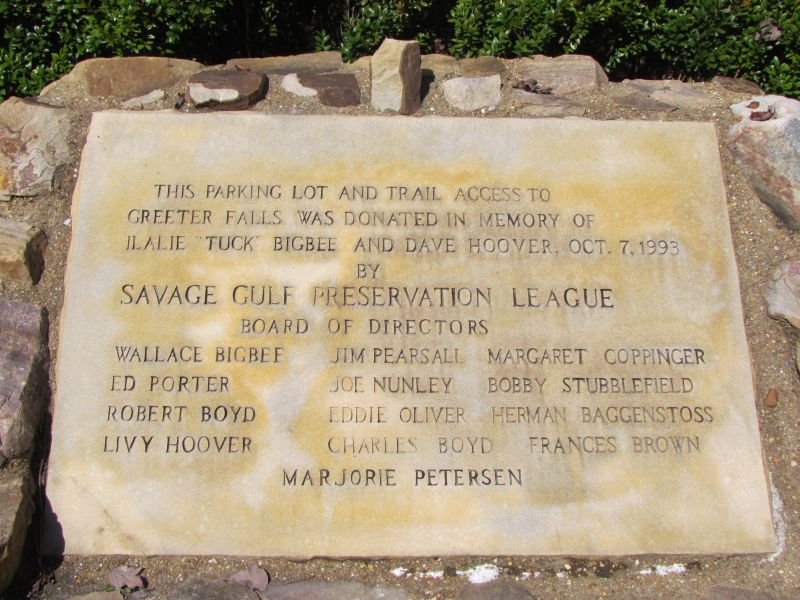 THIS PARKING LOT AND TRAIL ACCESS TO
GREETER FALLS WAS DONATED IN MEMORY OF
ILALIE "TUCK" BIGBEE AND DAVE HOOVER, OCT. 7, 1993
BY
SAVAGE GULF PRESERVATION LEAGUE
BOARD OF DIRECTORS
WALLACE BIGBEE JIM PEARSALL MARGARET COPPINGER
ED PORTER JOE NUNLEY BOBBY STUBBLEFIELD
ROBERT BOYD EDDIE OLIVER HERMAN BAGGENSTOSS
LIVY HOOVER CHARLES BOYD FRANCES BROWN
MARJORIE PETERSEN